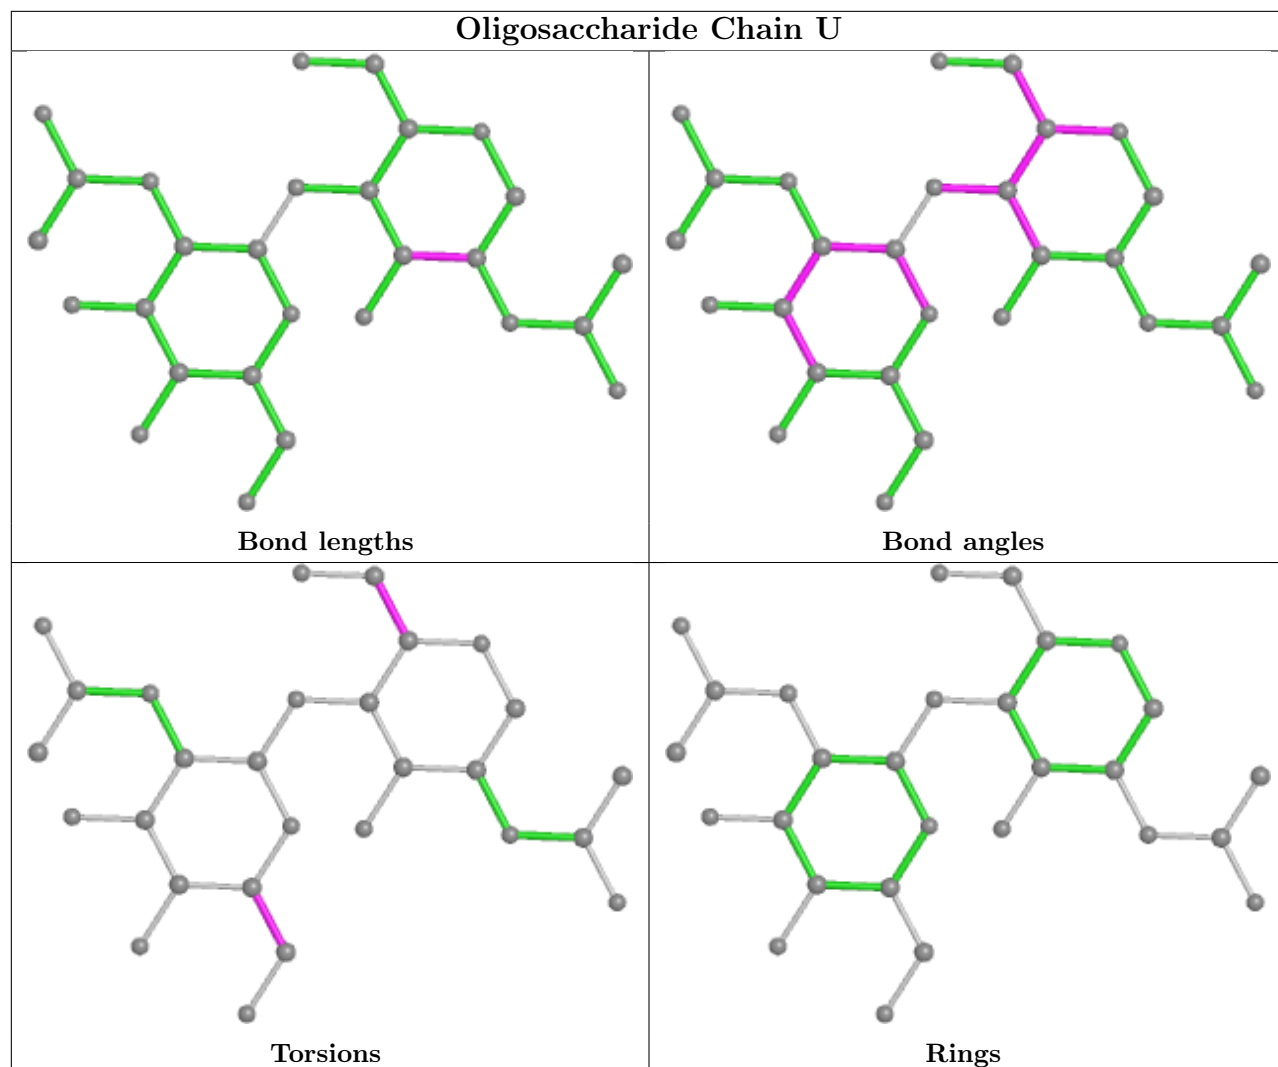 Oligosaccharide Chain U
Bond lengths
Bond angles
Torsions
Rings